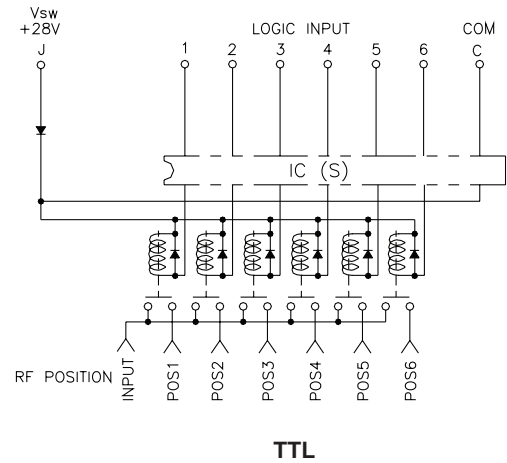 Vsw
+28V
J
LOGIC INPUT
COM
1 2 3 4 5 6 C
IC (S)
RF POSITION
INPUT
POS1
POS2
POS3
POS4
POS5
POS6
TTL